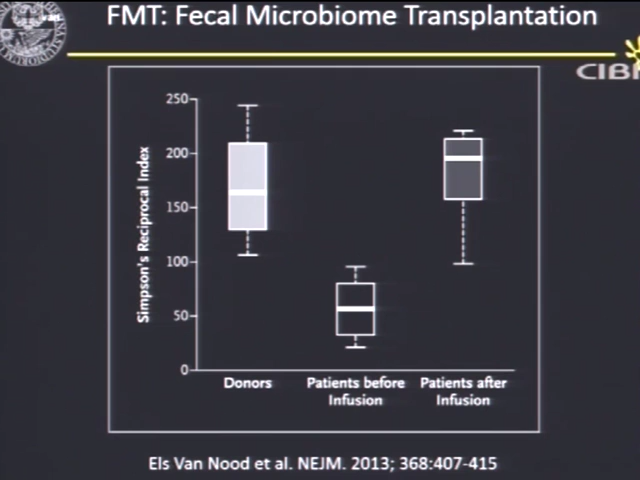 FMT: Fecal Microbiome Transplantation
CIB
250
200
150
100
50
0
Simpson's Reciprocal Index
Donors
Patients before
Infusion
Patients after
Infusion
Els Van Nood et al. NEJM. 2013; 368:407-415